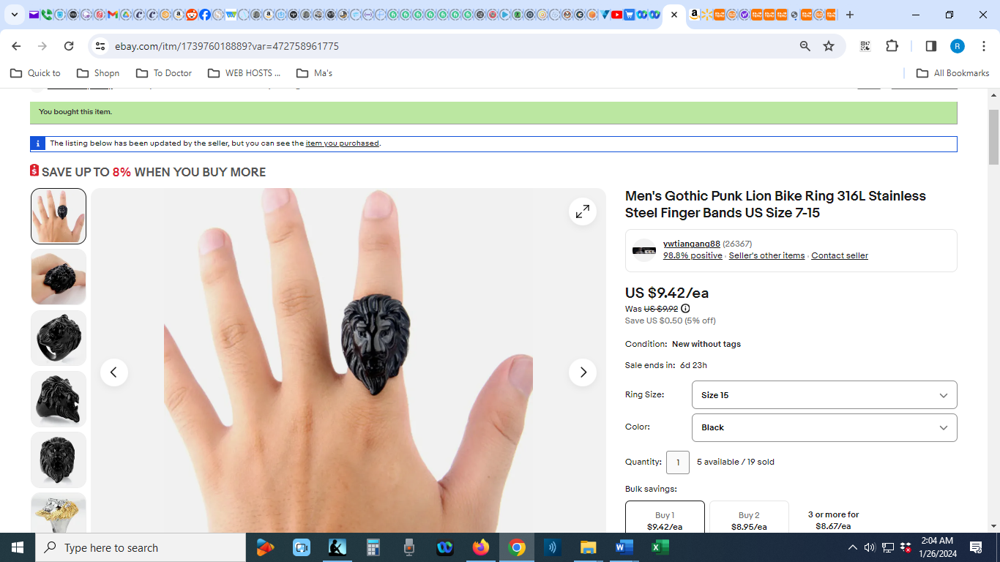 ebay.com/itm/173976018889?var=472758961775
R
Quick to
Shopn
To Doctor
WEB HOSTS ...
Ma's
All Bookmarks
You bought this item.
The listing below has been updated by the seller, but you can see the item you purchased.
SAVE UP TO 8% WHEN YOU BUY MORE
Men's Gothic Punk Lion Bike Ring 316L Stainless
Steel Finger Bands US Size 7-15
ywtiangang88 (26367)
98.8% positive · Seller's other items · Contact seller
US $9.42/ea
Was US $9.92
Save US $0.50 (5% off)
Condition: New without tags
Sale ends in: 6d 23h
Ring Size: Size 15
Color: Black
Quantity: 1 5 available / 19 sold
Bulk savings:
Buy 1
$9.42/ea
Buy 2
$8.95/ea
3 or more for
$8.67/ea
Type here to search
2:04 AM
1/26/2024